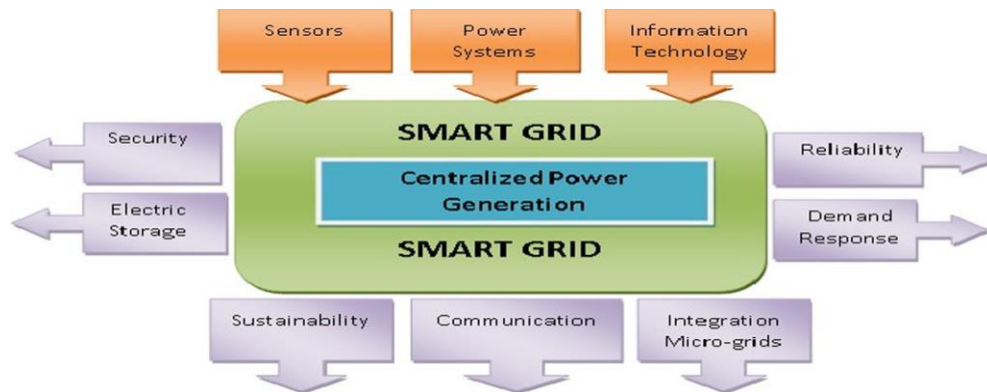 Sensors
Power
Systems
Information
Technology
SMART GRID
Security
Reliability
Centralized Power
Generation
Electric
Storage
Demand
Response
SMART GRID
Sustainability
Communication
Integration
Micro-grids